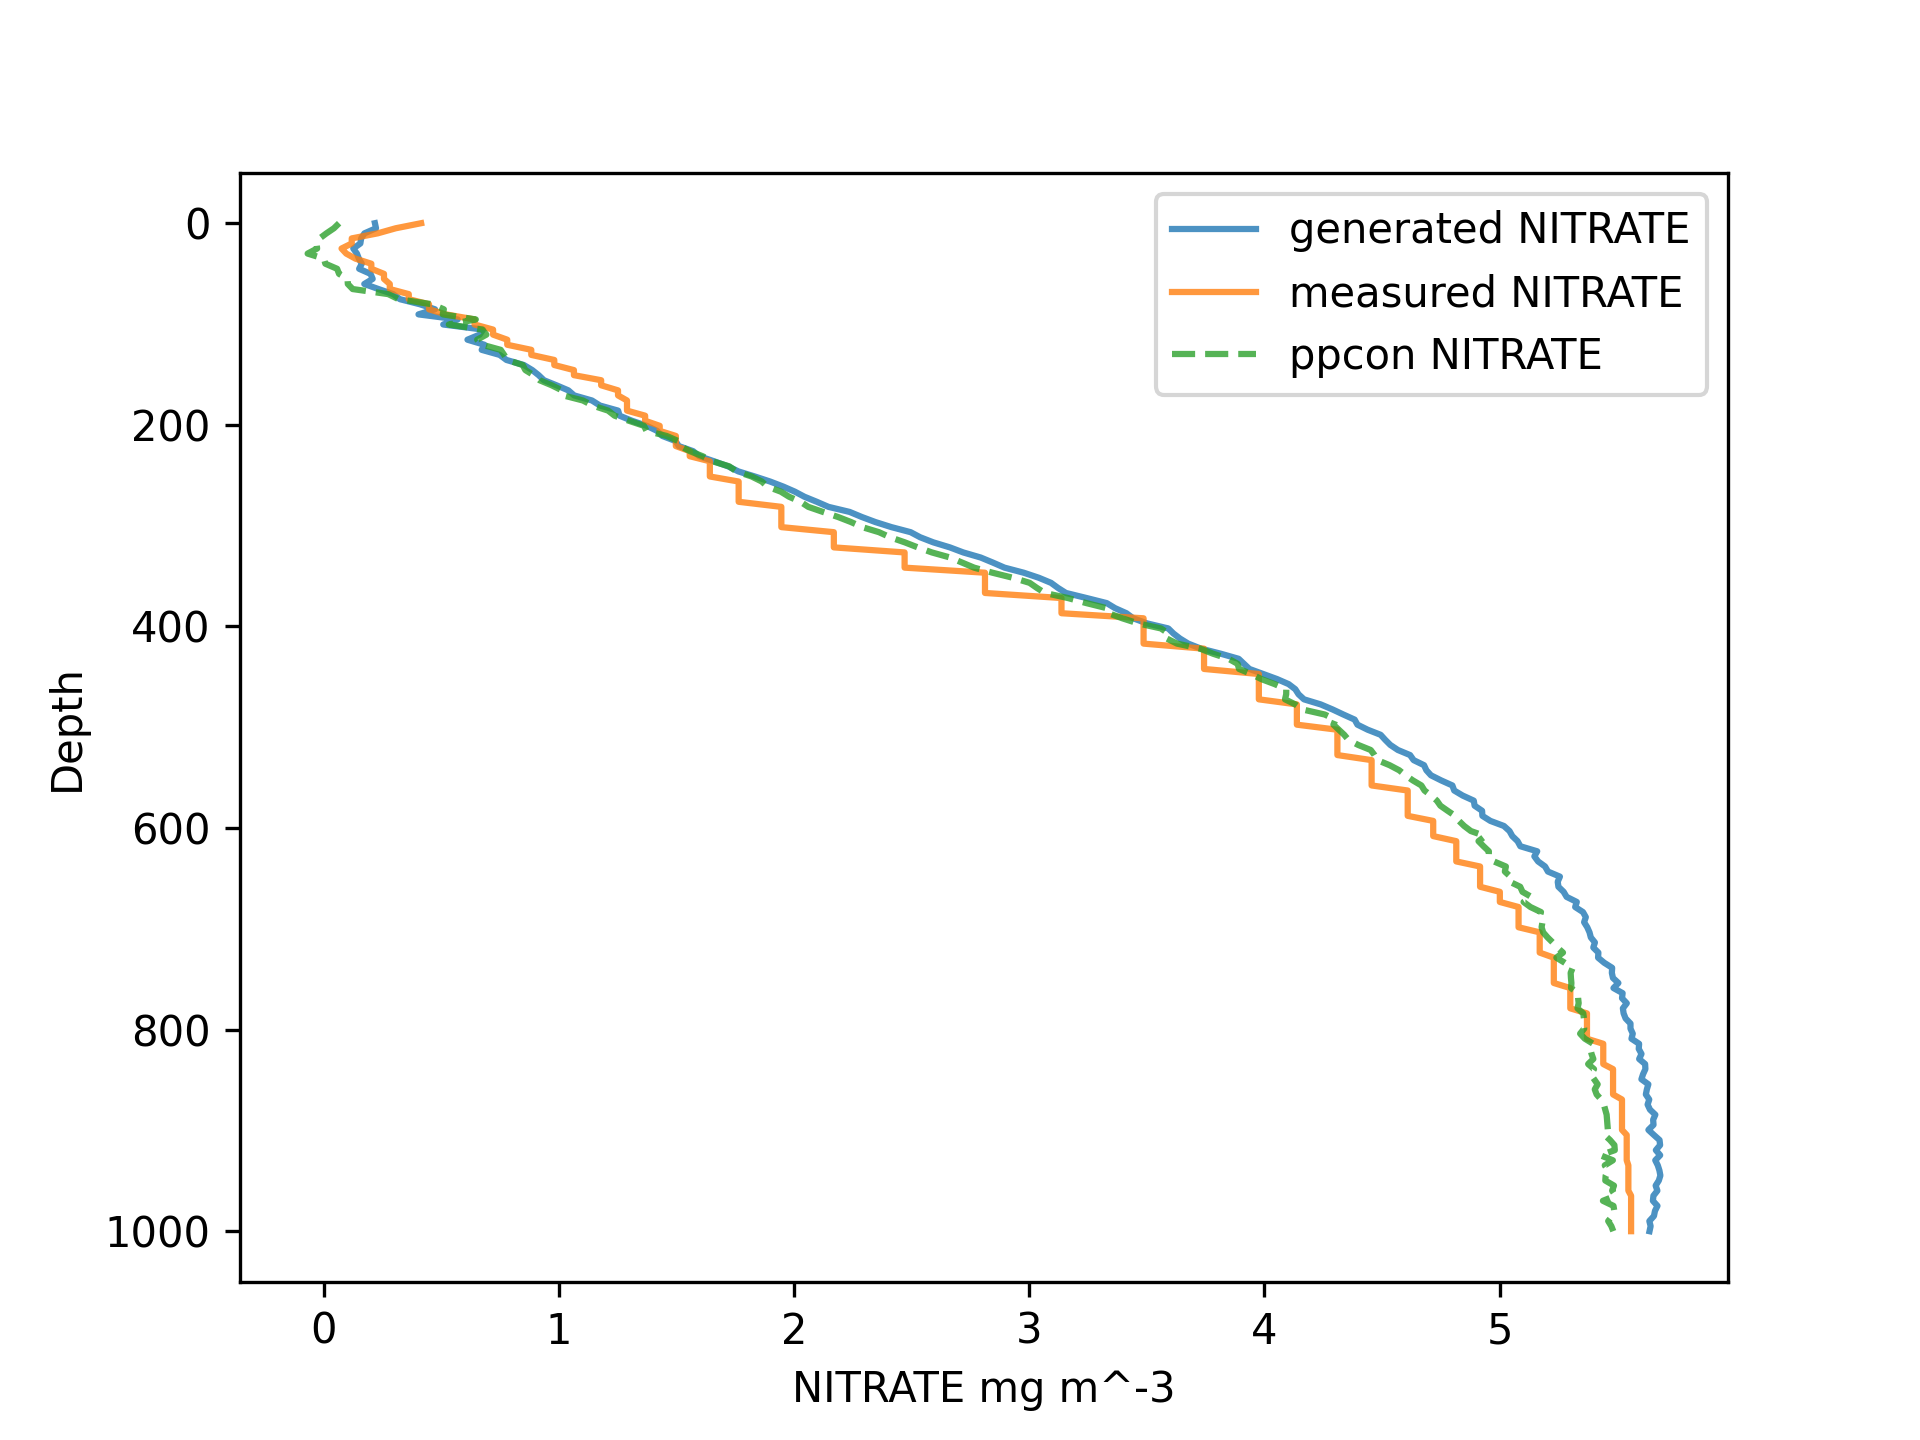 generated NITRATE
measured NITRATE
ppcon NITRATE
0
200
400
600
800
1000
Depth
0 1 2 3 4 5
NITRATE mg m^-3